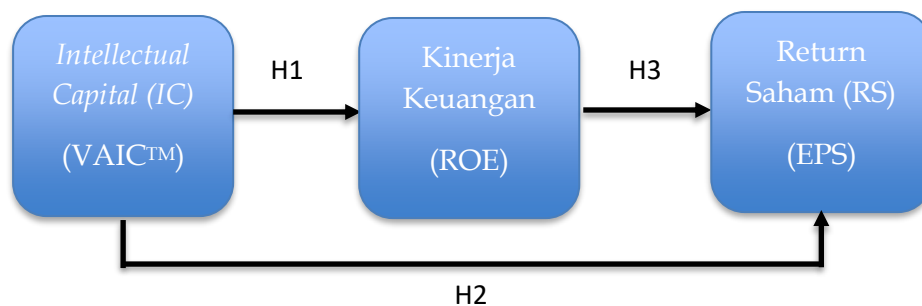 Intellectual
Capital (IC)
(VAIC™)
H1
Kinerja
Keuangan
(ROE)
H3
Return
Saham (RS)
(EPS)
H2